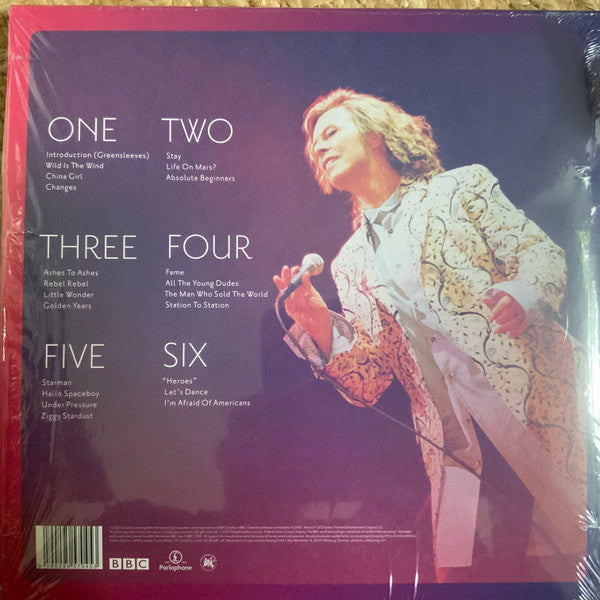 ONE
Introduction (Greensleeves)
Wild Is The Wind
China Girl
Changes
TWO
Stay
Life On Mars?
Absolute Beginners
THREE
Ashes To Ashes
Rebel Rebel
Little Wonder
Golden Years
FOUR
Fame
All The Young Dudes
The Man Who Sold The World
Station To Station
FIVE
Starman
Hallo Spaceboy
Under Pressure
Ziggy Stardust
SIX
"Heroes"
Let's Dance
I'm Afraid Of Americans
BBC
Parlophone